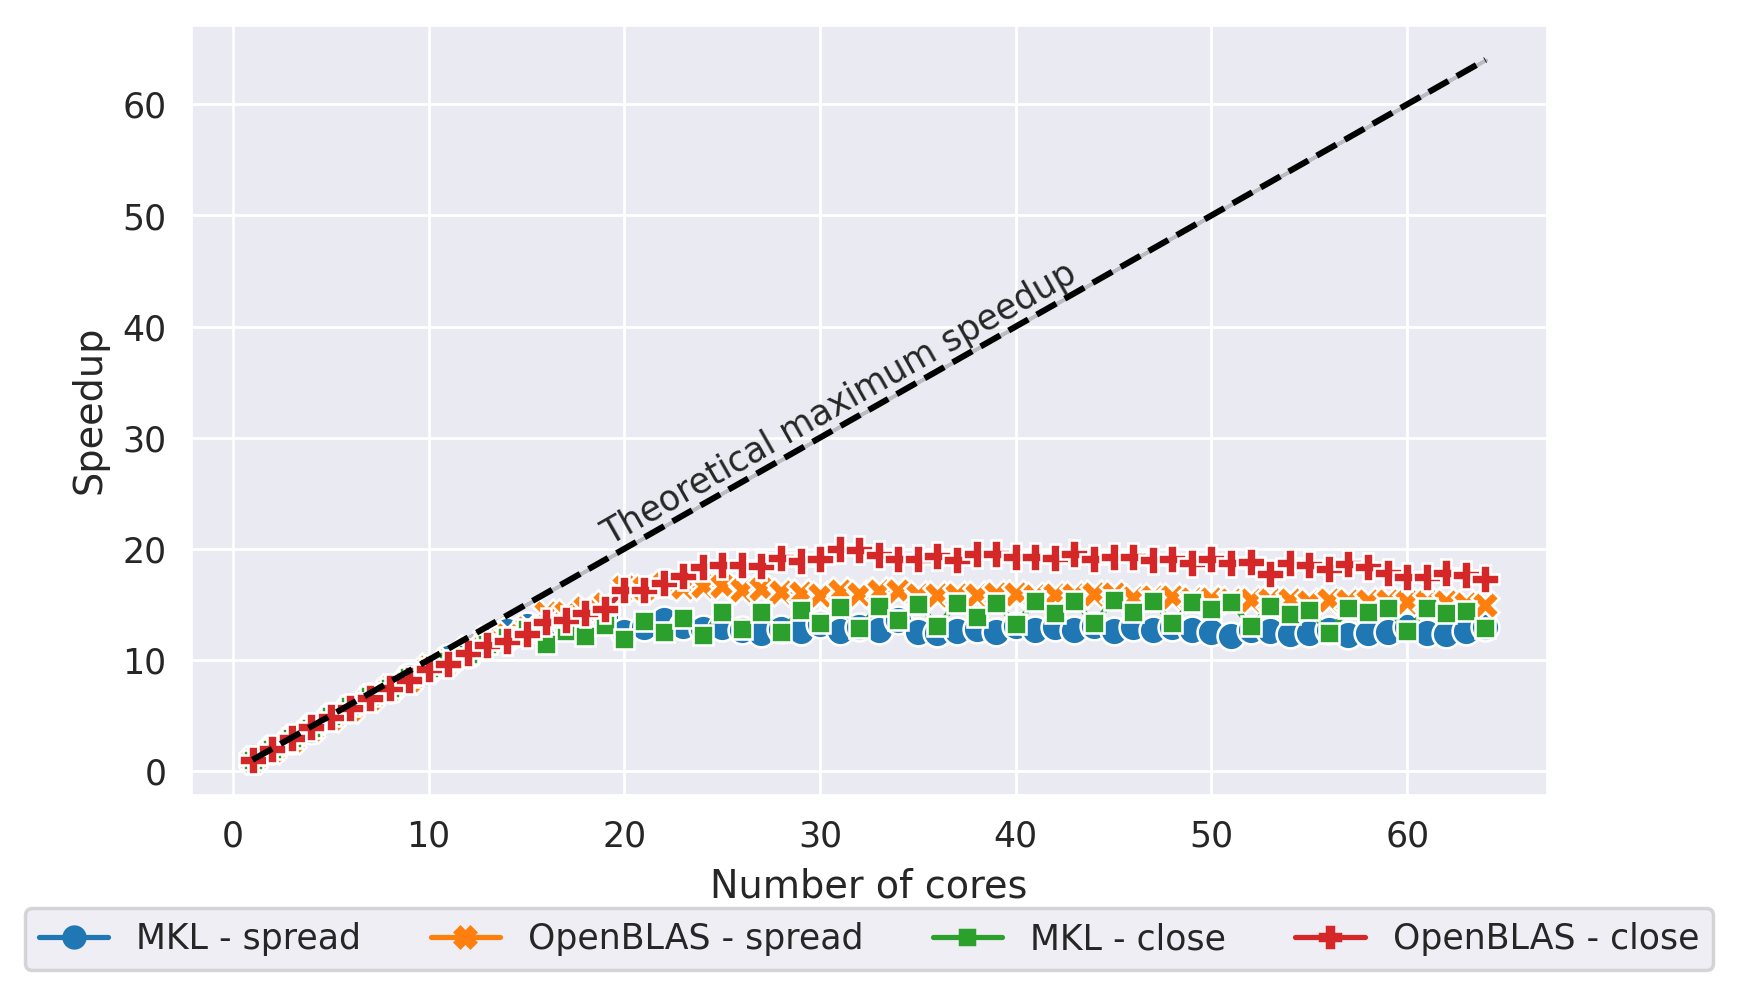 60
50
40
30
20
10
0
Speedup
Theoretical maximum speedup
0 10 20 30 40 50 60
Number of cores
MKL - spread OpenBLAS - spread MKL - close OpenBLAS - close